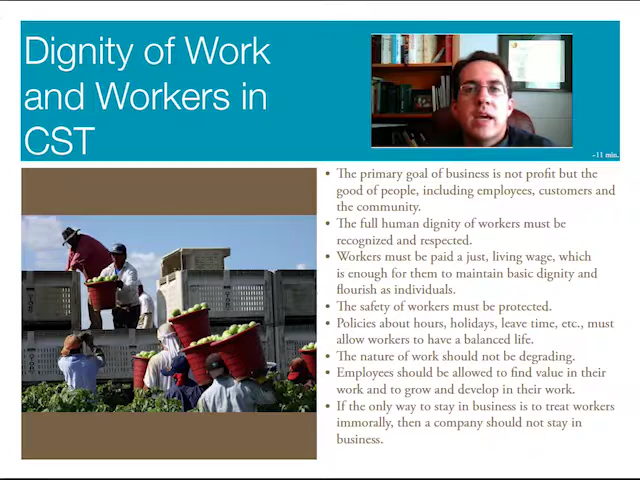 Dignity of Work
and Workers in
CST
~11 min.
• The primary goal of business is not profit but the
good of people, including employees, customers and
the community.
• The full human dignity of workers must be
recognized and respected.
• Workers must be paid a just, living wage, which
is enough for them to maintain basic dignity and
flourish as individuals.
• The safety of workers must be protected.
• Policies about hours, holidays, leave time, etc., must
allow workers to have a balanced life.
• The nature of work should not be degrading.
• Employees should be allowed to find value in their
work and to grow and develop in their work.
• If the only way to stay in business is to treat workers
immorally, then a company should not stay in
business.